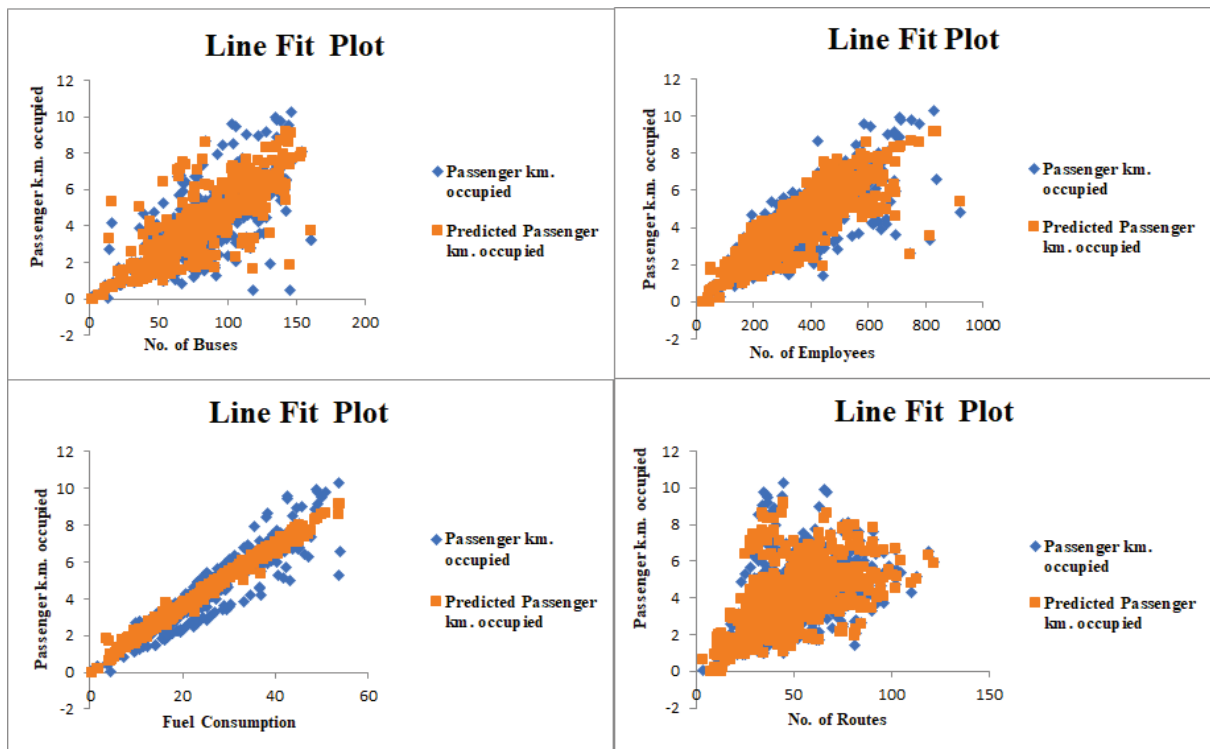 Line Fit Plot
Passenger k.m. occupied
12
10
8
6
4
2
0
-2
0
50
100
150
200
No. of Buses
Passenger km.
occupied
Predicted Passenger
km. occupied
Line Fit Plot
Passenger k.m. occupied
12
10
8
6
4
2
0
-2
0
200
400
600
800
1000
No. of Employees
Passenger km.
occupied
Predicted Passenger
km. occupied
Line Fit Plot
Passenger k.m. occupied
12
10
8
6
4
2
0
-2
0
20
40
60
Fuel Consumption
Passenger km.
occupied
Predicted Passenger
km. occupied
Line Fit Plot
Passenger k.m. occupied
12
10
8
6
4
2
0
-2
0
50
100
150
No. of Routes
Passenger km.
occupied
Predicted Passenger
km. occupied